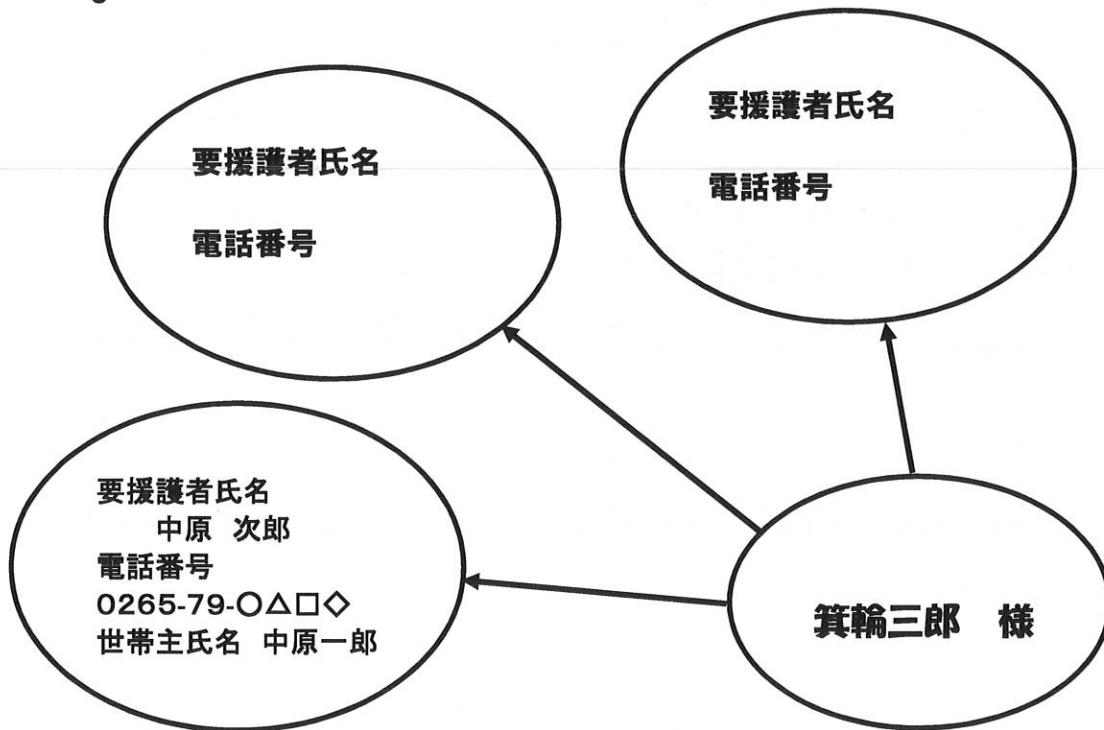 要援護者氏名
電話番号
要援護者氏名
電話番号
要援護者氏名
中原 次郎
電話番号
0265-79-○△□◇
世帯主氏名 中原一郎
箕輪三郎 様